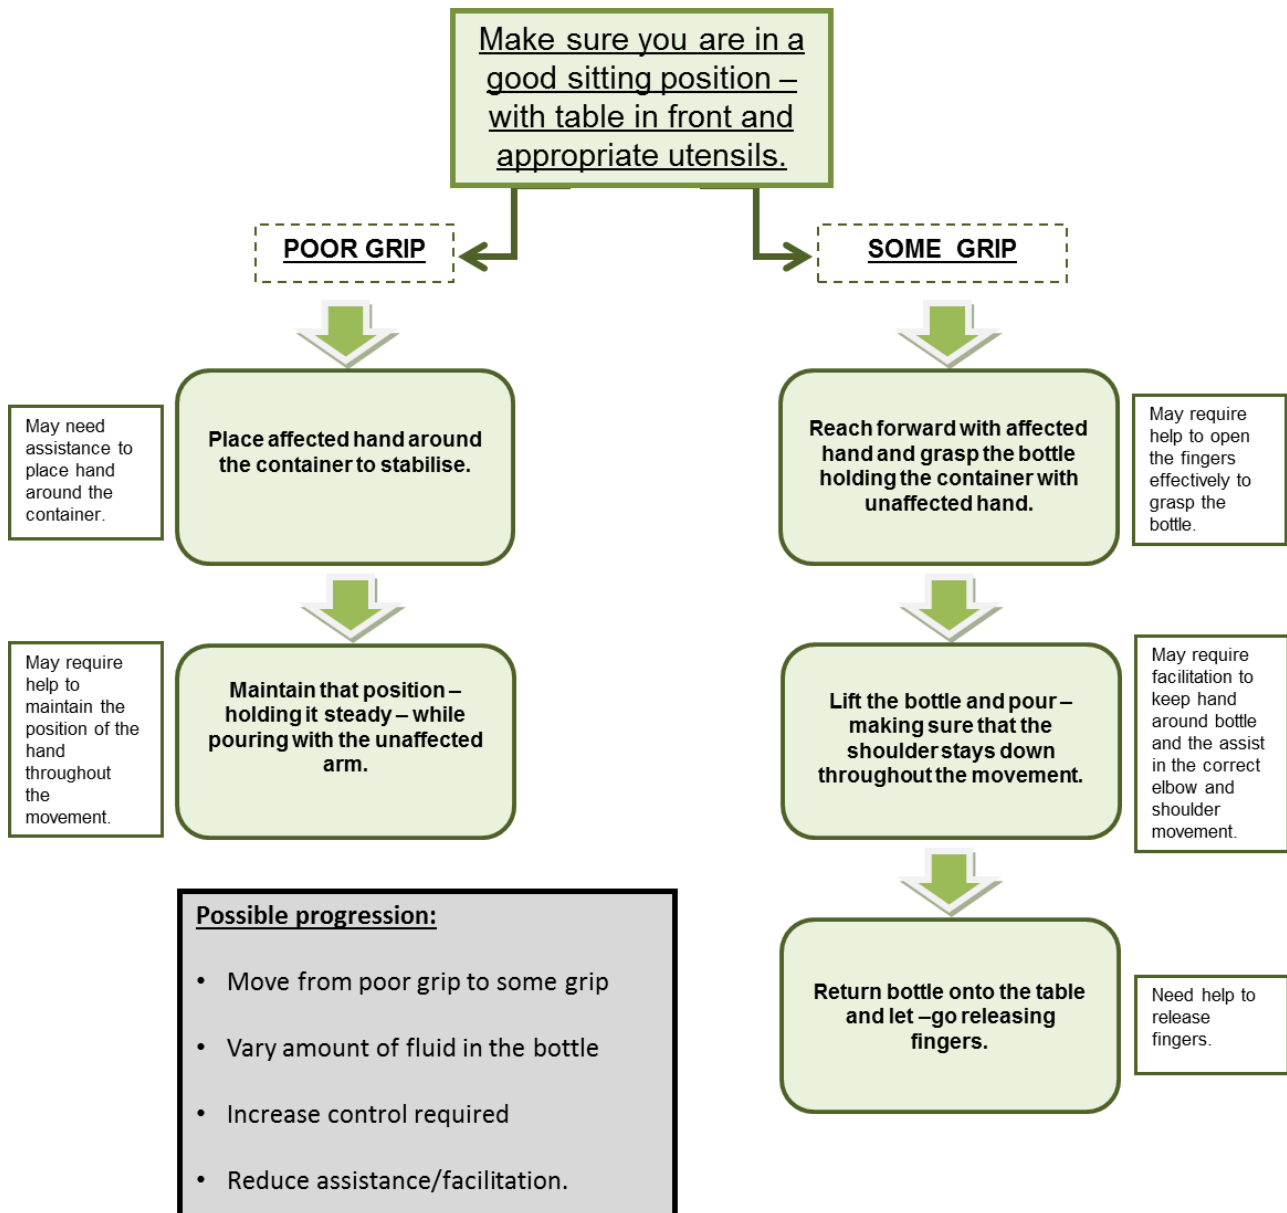 Make sure you are in a
good sitting position –
with table in front and
appropriate utensils.
POOR GRIP
SOME  GRIP
May need
assistance to
place hand
around the
container.
Place affected hand around
the container to stabilise.
Reach forward with affected
hand and grasp the bottle
holding the container with
unaffected hand.
May require
help to open
the fingers
effectively to
grasp the
bottle.
May require
help to
maintain the
position of the
hand
throughout
the
movement.
Maintain that position –
holding it steady – while
pouring with the unaffected
arm.
Lift the bottle and pour –
making sure that the
shoulder stays down
throughout the movement.
May require
facilitation to
keep hand
around bottle
and the assist
in the correct
elbow and
shoulder
movement.
Possible progression:
• Move from poor grip to some grip
• Vary amount of fluid in the bottle
• Increase control required
• Reduce assistance/facilitation.
Return bottle onto the table
and let –go releasing
fingers.
Need help to
release
fingers.